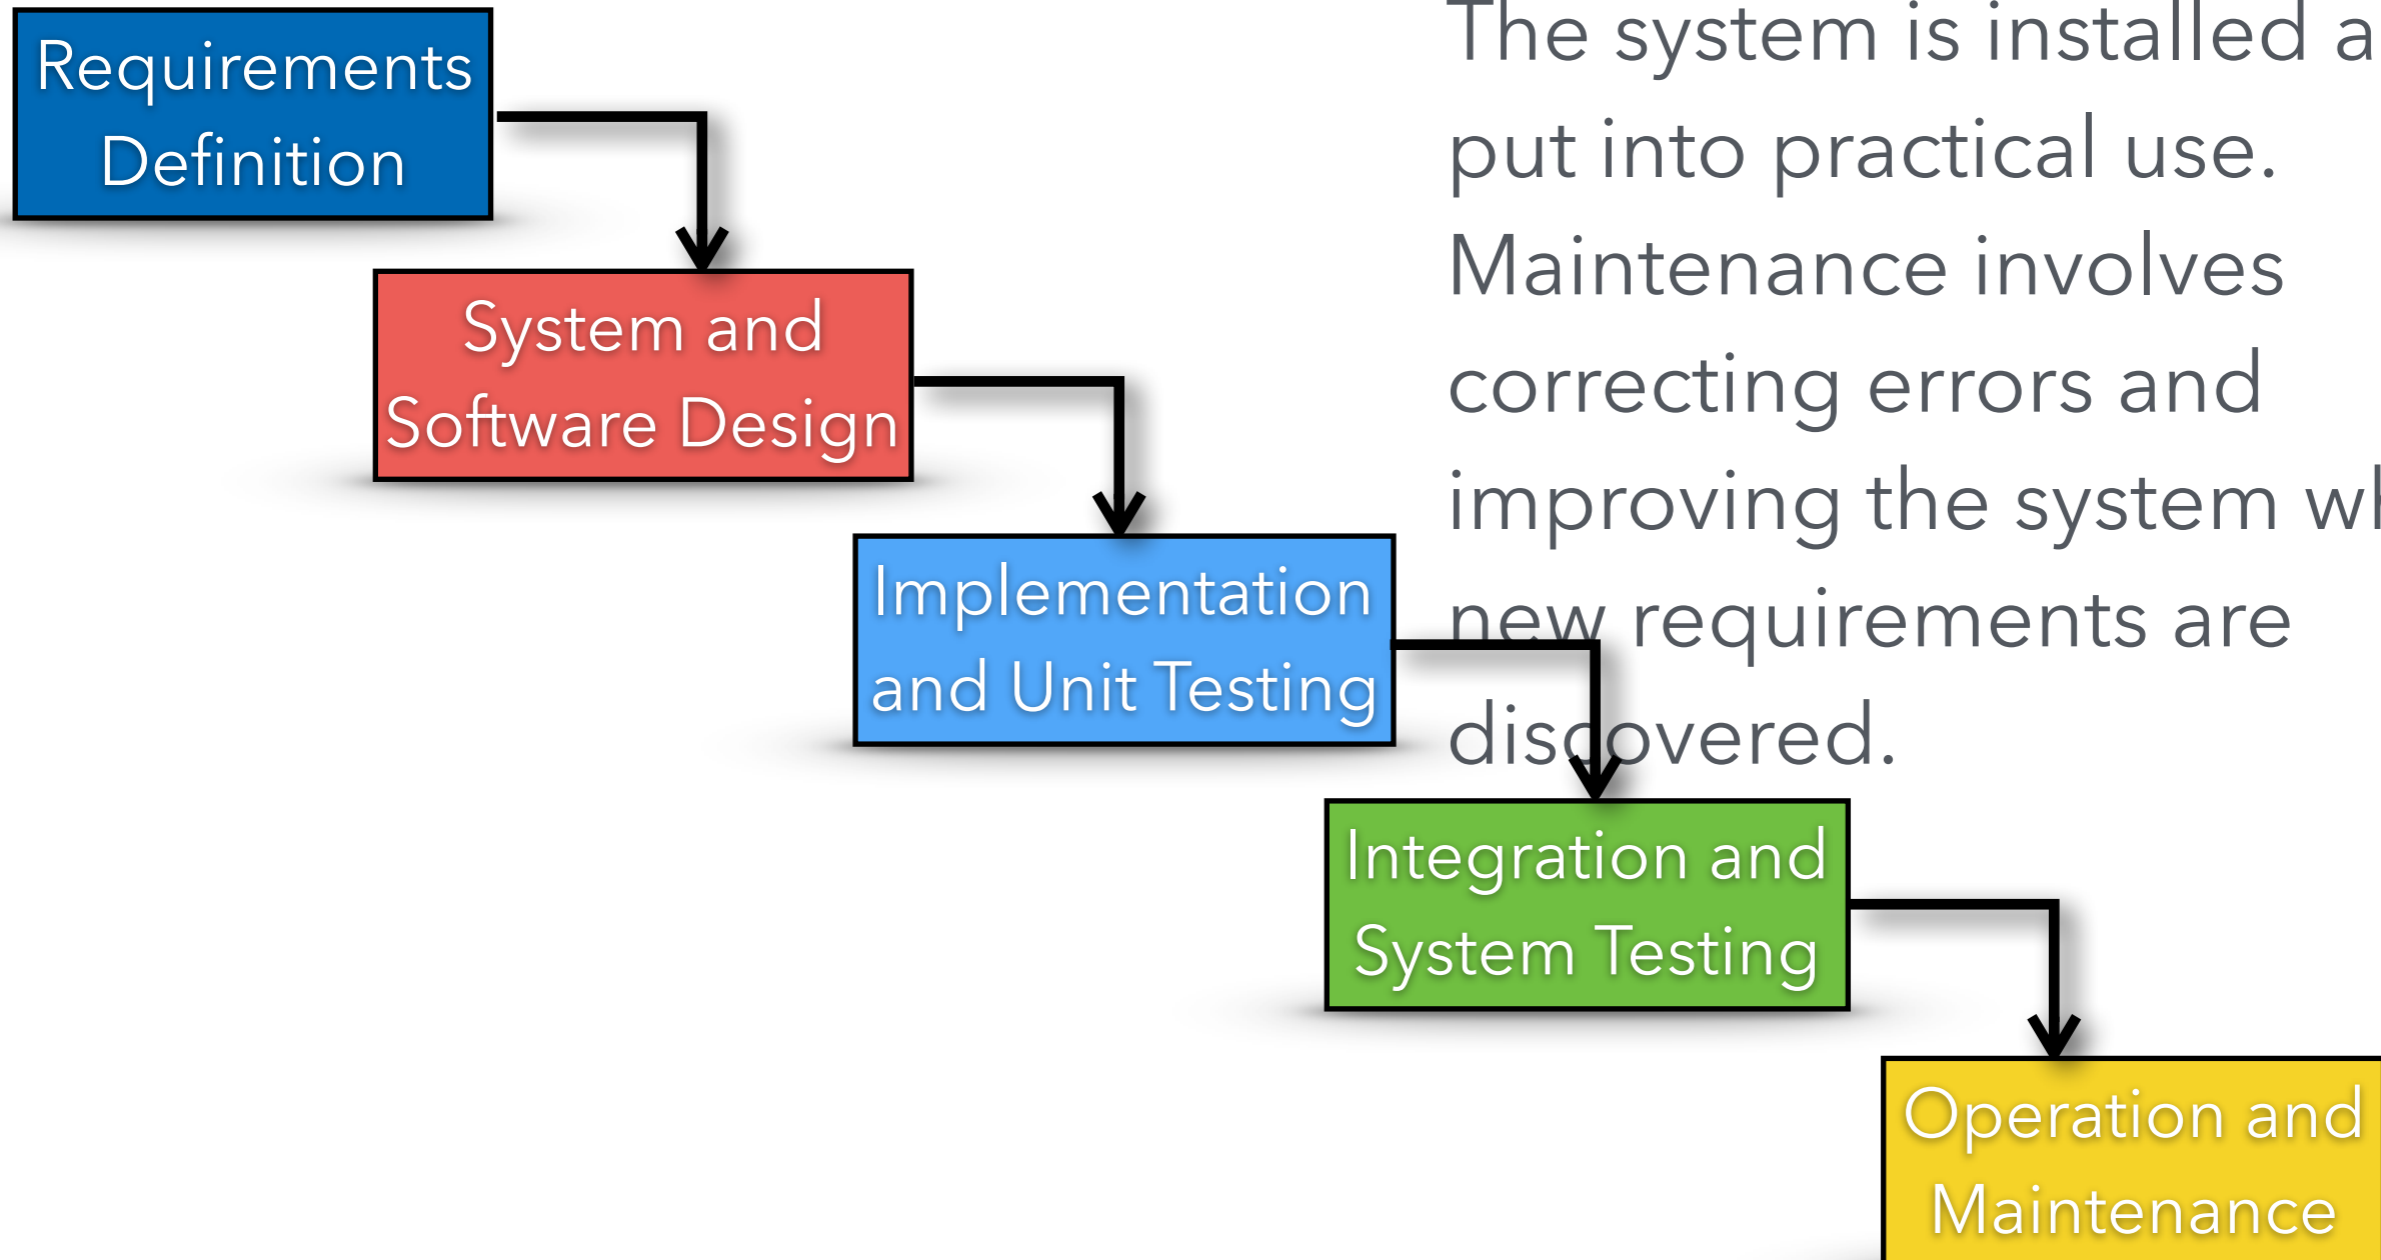 Requirements
Definition
System and
Software Design
Implementation
and Unit Testing
Integration and
System Testing
Operation and
Maintenance
The system is installed a
put into practical use.
Maintenance involves
correcting errors and
improving the system
new requirements are
discovered.